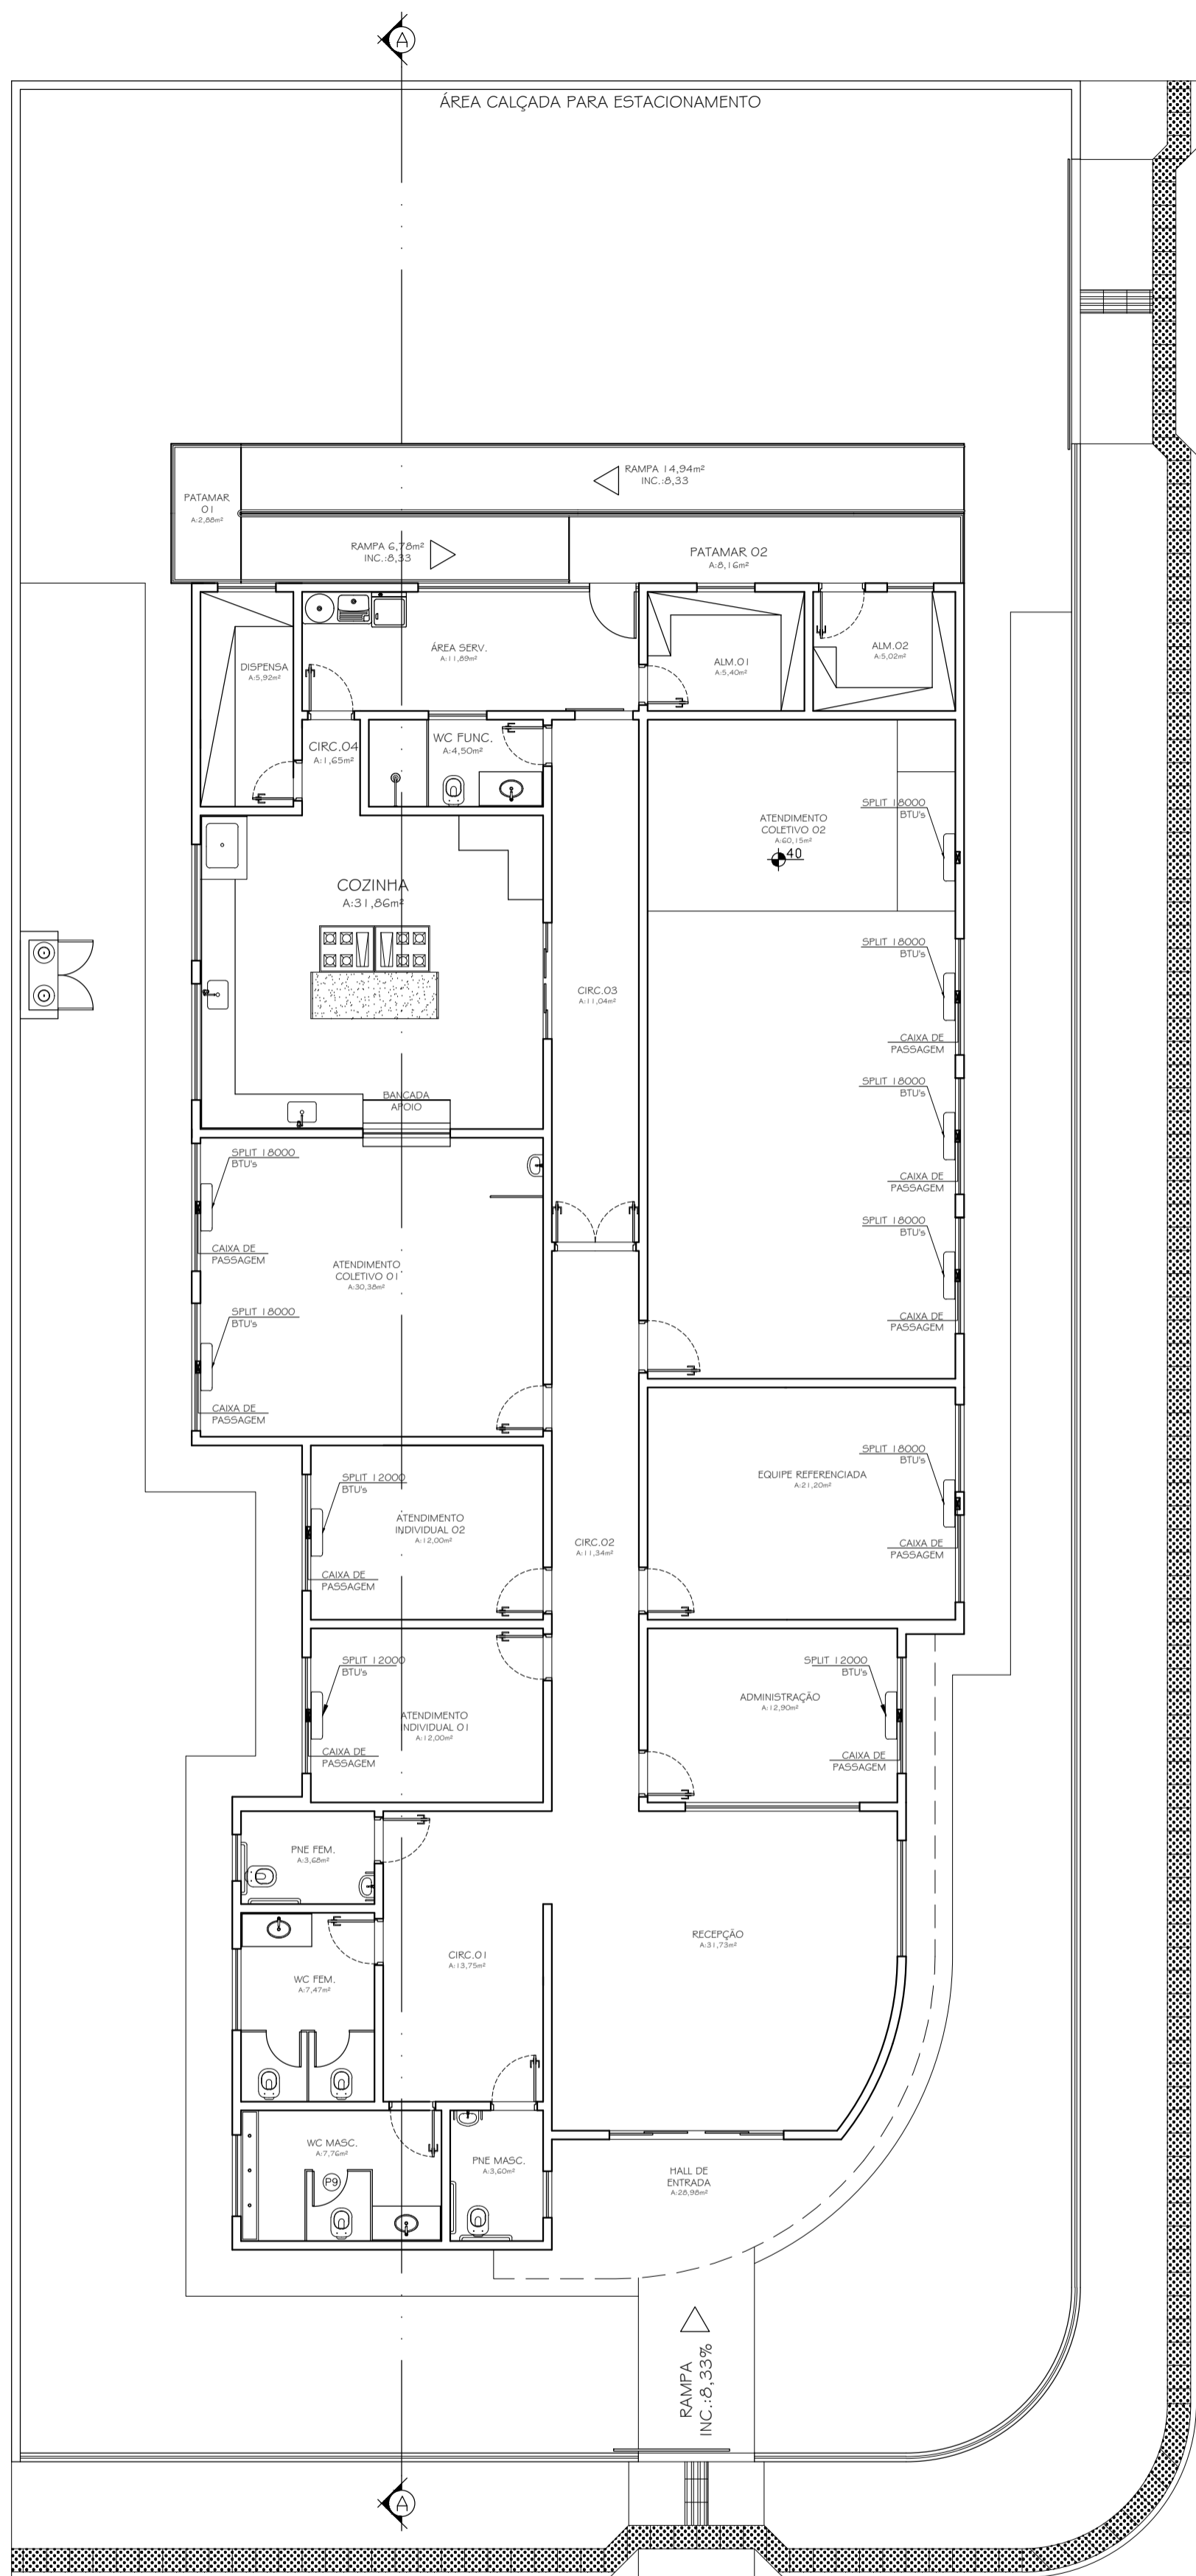 A
ÁREA CALÇADA PARA ESTACIONAMENTO
RAMPA 14,94m²
INC.:8,33
PATAMAR
01
A:2,88m²
RAMPA 6,78m²
INC.:8,33
PATAMAR 02
A:8,16m²
DISPENSA
A:5,92m²
ÁREA SERV.
A:11,89m²
ALM.01
A:5,40m²
ALM.02
A:5,02m²
CIRC.04
A:1,65m²
WC FUNC.
A:4,50m²
ATENDIMENTO
COLETIVO 02
A:60,15m²
40
SPLIT 18000
BTU's
COZINHA
A:31,86m²
SPLIT 18000
BTU's
CAIXA DE
PASSAGEM
CIRC.03
A:11,04m²
SPLIT 18000
BTU's
CAIXA DE
PASSAGEM
BANCADA
APOIO
SPLIT 18000
BTU's
CAIXA DE
PASSAGEM
SPLIT 18000
BTU's
CAIXA DE
PASSAGEM
ATENDIMENTO
COLETIVO 01
A:30,38m²
SPLIT 18000
BTU's
CAIXA DE
PASSAGEM
SPLIT 18000
BTU's
EQUIPE REFERENCIADA
A:21,20m²
CAIXA DE
PASSAGEM
SPLIT 12000
BTU's
ATENDIMENTO
INDIVIDUAL 02
A:12,00m²
CAIXA DE
PASSAGEM
CIRC.02
A:11,34m²
SPLIT 12000
BTU's
ATENDIMENTO
INDIVIDUAL 01
A:12,00m²
CAIXA DE
PASSAGEM
SPLIT 12000
BTU's
ADMINISTRAÇÃO
A:12,90m²
CAIXA DE
PASSAGEM
PNE FEM.
A:3,68m²
RECEPÇÃO
A:31,73m²
CIRC.01
A:13,75m²
WC FEM.
A:7,47m²
WC MASC.
A:7,76m²
P9
PNE MASC.
A:3,60m²
HALL DE
ENTRADA
A:28,98m²
RAMPA
INC.:8,33%
A